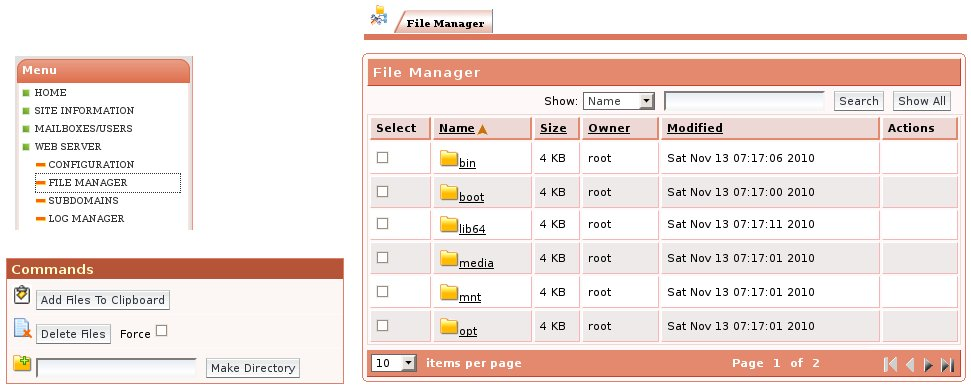 File Manager
Menu
HOME
SITE INFORMATION
MAILBOXES/USERS
WEB SERVER
CONFIGURATION
FILE MANAGER
SUBDOMAINS
LOG MANAGER
Commands
Add Files To Clipboard
Delete Files Force
Make Directory
File Manager
Show: Name Search Show All
Select Name Size Owner Modified Actions
bin 4 KB root Sat Nov 13 07:17:06 2010
boot 4 KB root Sat Nov 13 07:17:00 2010
lib64 4 KB root Sat Nov 13 07:17:11 2010
media 4 KB root Sat Nov 13 07:17:01 2010
mnt 4 KB root Sat Nov 13 07:17:01 2010
opt 4 KB root Sat Nov 13 07:17:01 2010
10 items per page Page 1 of 2